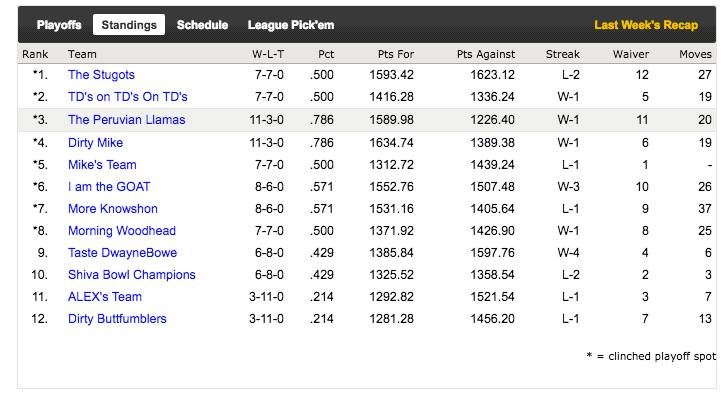 Playoffs Standings Schedule League Pick'em Last Week's Recap
Rank Team W-L-T Pct Pts For Pts Against Streak Waiver Moves
*1. The Stugots 7-7-0 .500 1593.42 1623.12 L-2 12 27
*2. TD's on TD's On TD's 7-7-0 .500 1416.28 1336.24 W-1 5 19
*3. The Peruvian Llamas 11-3-0 .786 1589.98 1226.40 W-1 11 20
*4. Dirty Mike 11-3-0 .786 1634.74 1389.38 W-1 6 19
*5. Mike's Team 7-7-0 .500 1312.72 1439.24 L-1 1 -
*6. I am the GOAT 8-6-0 .571 1552.76 1507.48 W-3 10 26
*7. More Knowshon 8-6-0 .571 1531.16 1405.64 L-1 9 37
*8. Morning Woodhead 7-7-0 .500 1371.92 1426.90 W-1 8 25
9. Taste DwayneBowe 6-8-0 .429 1385.84 1597.76 W-4 4 6
10. Shiva Bowl Champions 6-8-0 .429 1325.52 1358.54 L-2 2 3
11. ALEX's Team 3-11-0 .214 1292.82 1521.54 L-1 3 7
12. Dirty Buttfumblers 3-11-0 .214 1281.28 1456.20 L-1 7 13
* = clinched playoff spot